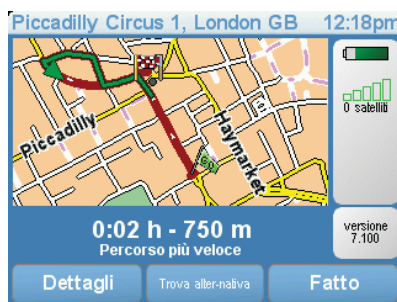 Piccadilly Circus 1, London GB 12:18pm
Piccadilly
Haymarket
0 satelliti
0:02 h - 750 m
Percorso più veloce
versione
7.100
Dettagli
Trova alter-nativa
Fatto